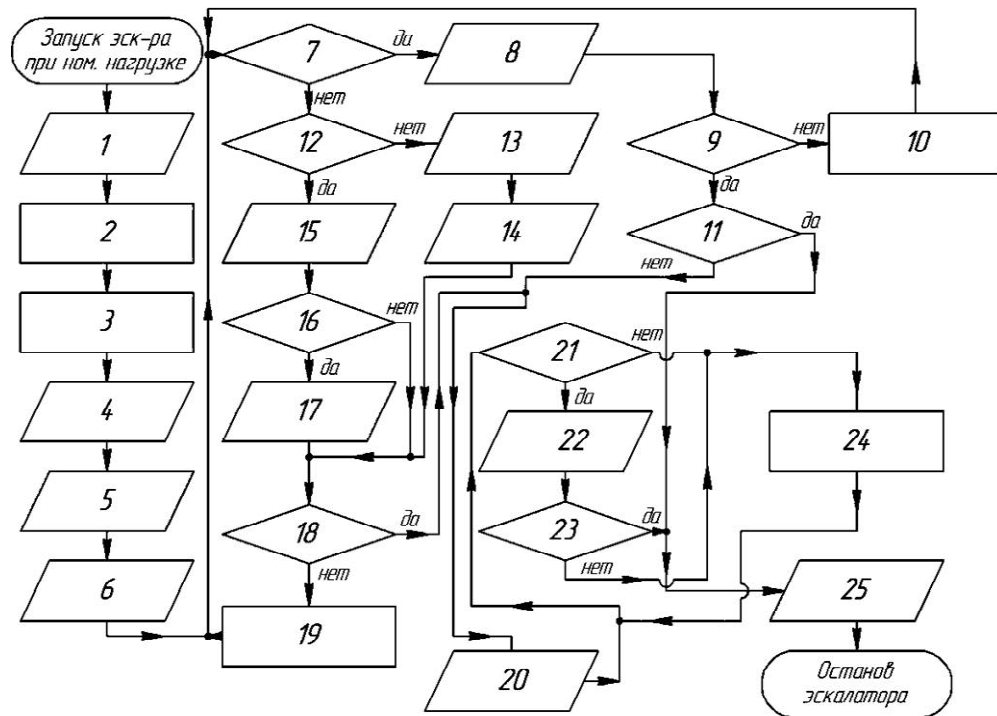 Запуск эск-ра
при ном. нагрузке
1
2
3
4
5
6
7
да
нет
8
9
нет
да
10
11
да
нет
12
нет
да
13
14
15
16
нет
да
17
18
да
нет
19
20
21
нет
да
22
23
да
нет
24
25
Останов
эскалатора